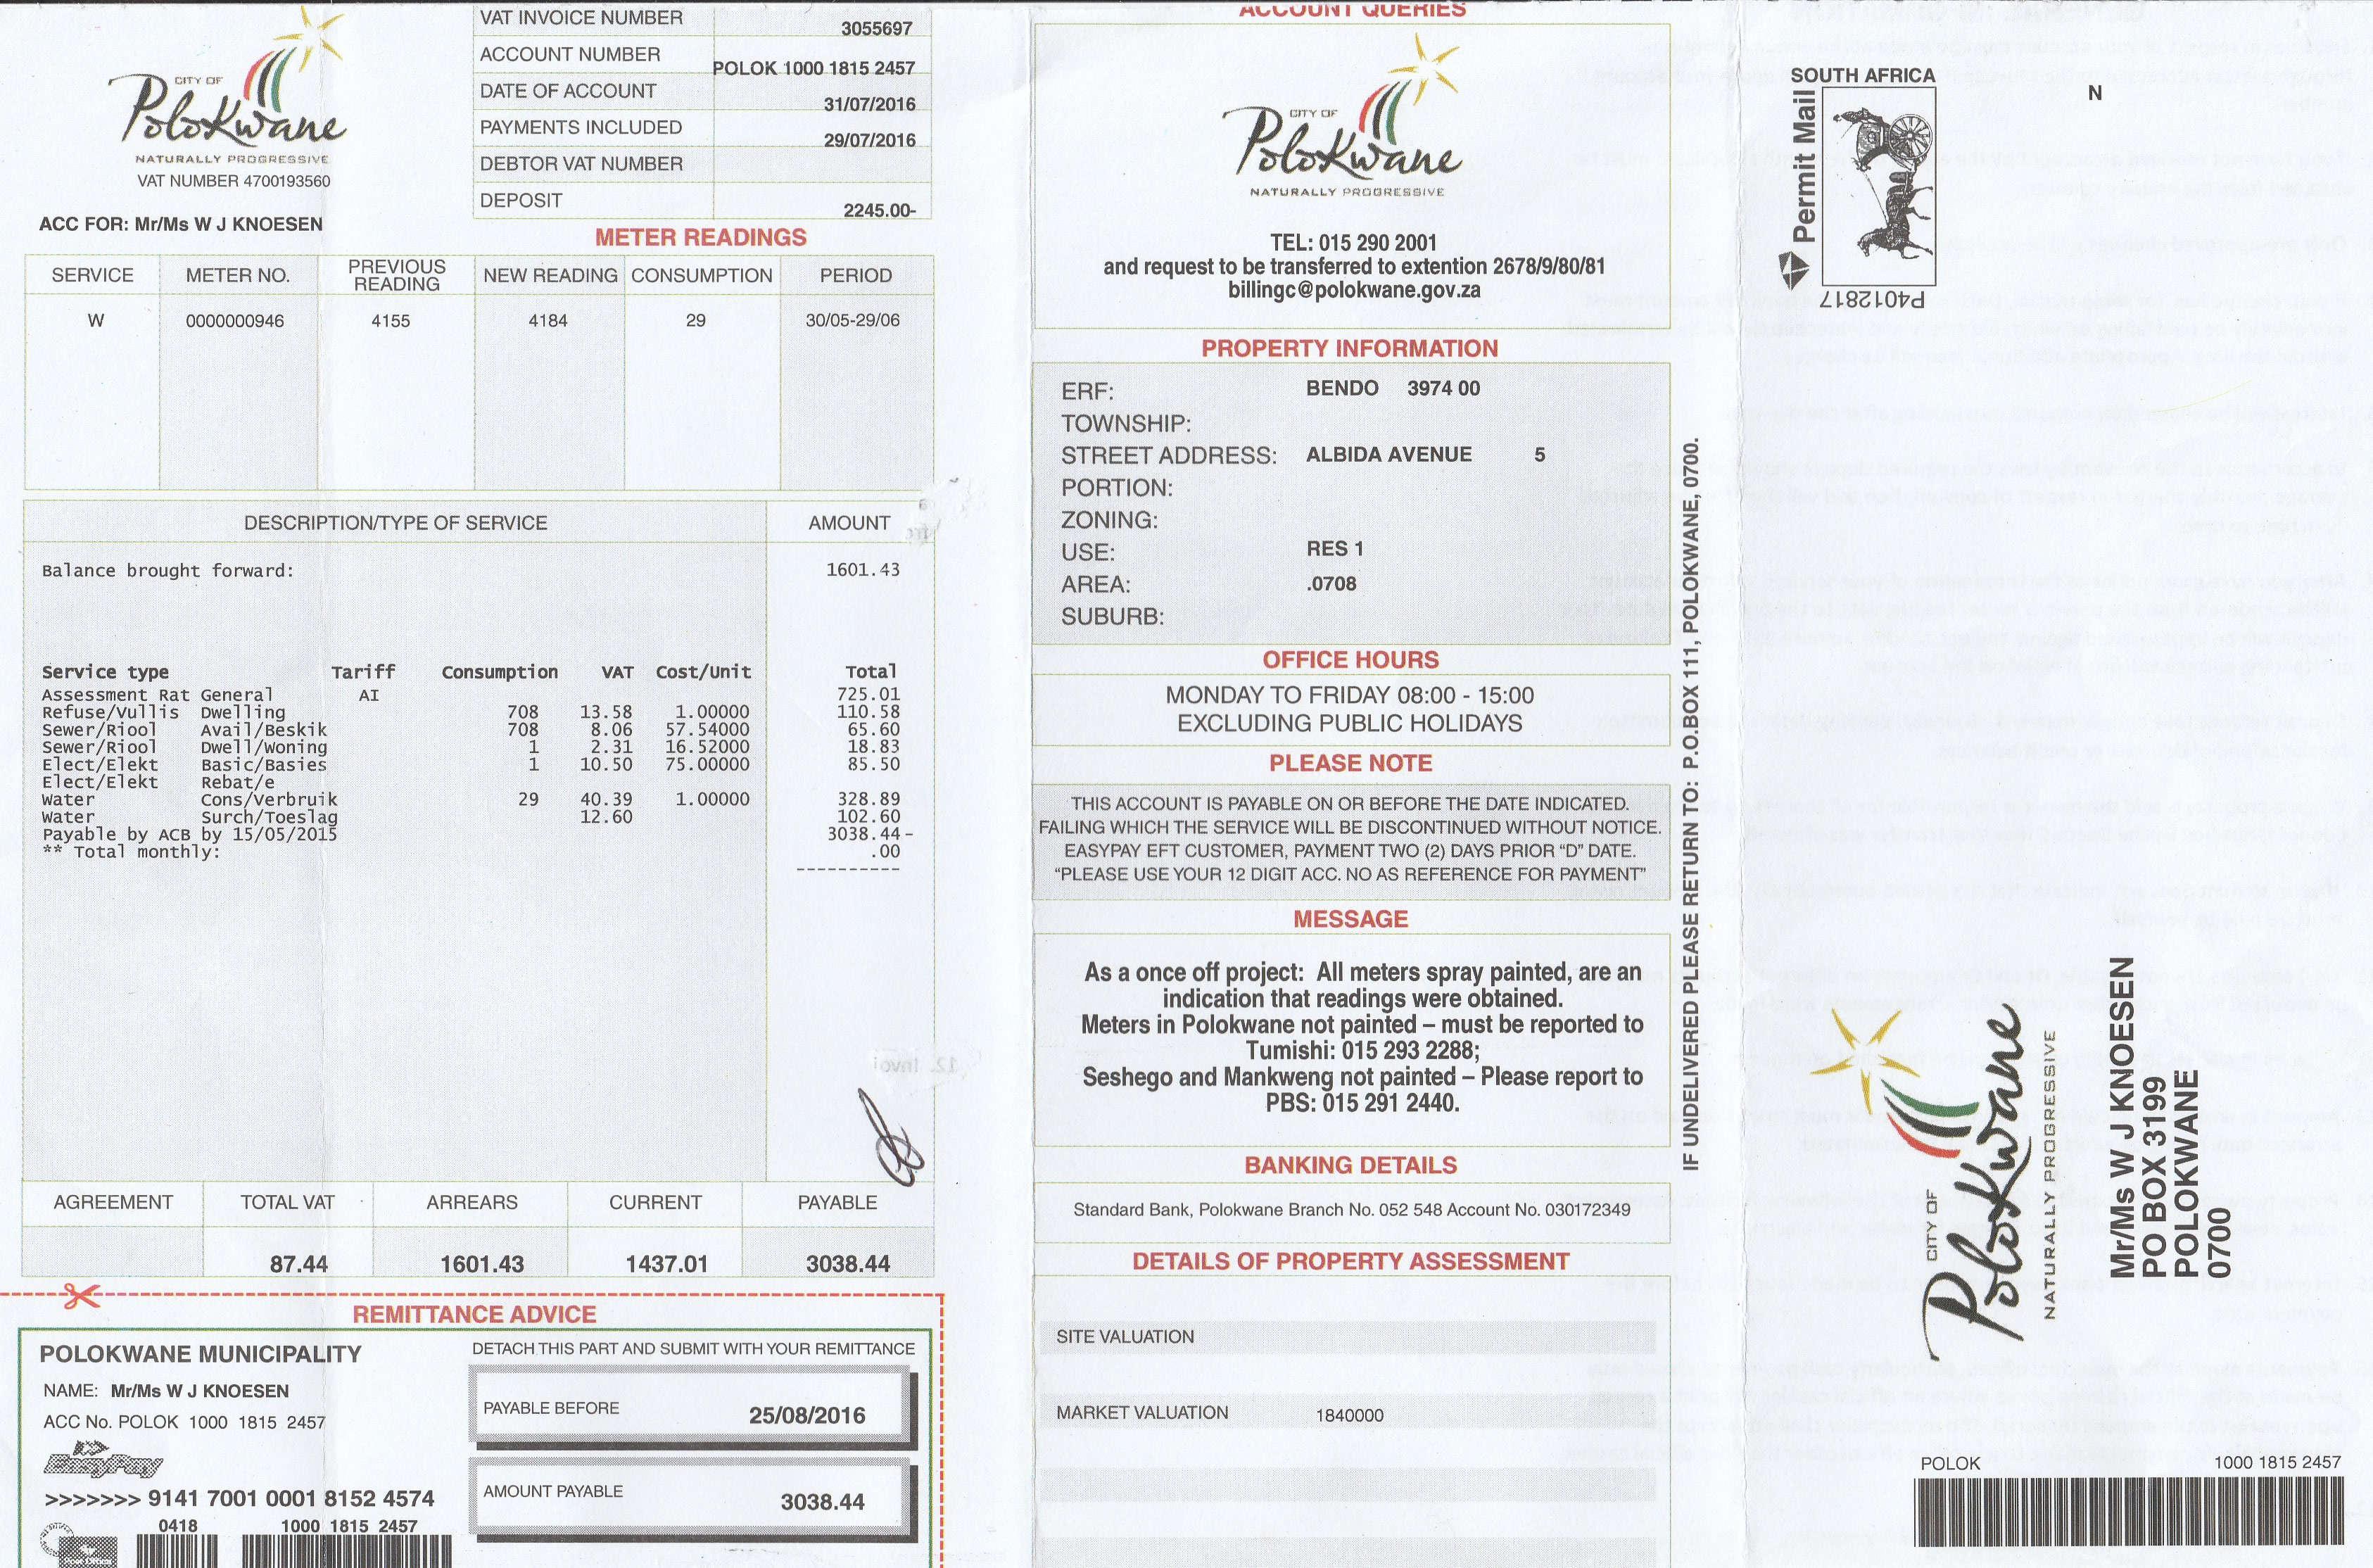 CITY OF
Polokwane
NATURALLY PROGRESSIVE
VAT NUMBER 4700193560
ACC FOR: Mr/Ms W J KNOESEN
VAT INVOICE NUMBER 3055697
ACCOUNT NUMBER POLOK 1000 1815 2457
DATE OF ACCOUNT 31/07/2016
PAYMENTS INCLUDED 29/07/2016
DEBTOR VAT NUMBER
DEPOSIT 2245.00-
METER READINGS
SERVICE METER NO. PREVIOUS READING NEW READING CONSUMPTION PERIOD
W 0000000946 4155 4184 29 30/05-29/06
DESCRIPTION/TYPE OF SERVICE AMOUNT
Balance brought forward: 1601.43
Service type Tariff Consumption VAT Cost/Unit Total
Assessment Rat General AI 725.01
Refuse/Vullis Dwelling 708 13.58 1.00000 110.58
Sewer/Riool Avail/Beskik 708 8.06 57.54000 65.60
Sewer/Riool Dwell/Woning 1 2.31 16.52000 18.83
Elect/Elekt Basic/Basies 1 10.50 75.00000 85.50
Elect/Elekt Rebat/e
Water Cons/Verbruik 29 40.39 1.00000 328.89
Water Surch/Toeslag 12.60 102.60
Payable by ACB by 15/05/2015 3038.44-
** Total monthly: .00
AGREEMENT TOTAL VAT ARREARS CURRENT PAYABLE
87.44 1601.43 1437.01 3038.44
REMITTANCE ADVICE
POLOKWANE MUNICIPALITY
NAME: Mr/Ms W J KNOESEN
ACC No. POLOK 1000 1815 2457
EasyPay
>>>>>>> 9141 7001 0001 8152 4574
0418 1000 1815 2457
DETACH THIS PART AND SUBMIT WITH YOUR REMITTANCE
PAYABLE BEFORE 25/08/2016
AMOUNT PAYABLE 3038.44
ACCOUNT QUERIES
CITY OF
Polokwane
NATURALLY PROGRESSIVE
TEL: 015 290 2001
and request to be transferred to extention 2678/9/80/81
billingc@polokwane.gov.za
PROPERTY INFORMATION
ERF: BENDO 3974 00
TOWNSHIP:
STREET ADDRESS: ALBIDA AVENUE 5
PORTION:
ZONING:
USE: RES 1
AREA: .0708
SUBURB:
OFFICE HOURS
MONDAY TO FRIDAY 08:00 - 15:00
EXCLUDING PUBLIC HOLIDAYS
PLEASE NOTE
THIS ACCOUNT IS PAYABLE ON OR BEFORE THE DATE INDICATED.
FAILING WHICH THE SERVICE WILL BE DISCONTINUED WITHOUT NOTICE.
EASYPAY EFT CUSTOMER, PAYMENT TWO (2) DAYS PRIOR “D” DATE.
“PLEASE USE YOUR 12 DIGIT ACC. NO AS REFERENCE FOR PAYMENT”
MESSAGE
As a once off project: All meters spray painted, are an
indication that readings were obtained.
Meters in Polokwane not painted – must be reported to
Tumishi: 015 293 2288;
Seshego and Mankweng not painted – Please report to
PBS: 015 291 2440.
BANKING DETAILS
Standard Bank, Polokwane Branch No. 052 548 Account No. 030172349
DETAILS OF PROPERTY ASSESSMENT
SITE VALUATION
MARKET VALUATION 1840000
IF UNDELIVERED PLEASE RETURN TO: P.O.BOX 111, POLOKWANE, 0700.
SOUTH AFRICA
Permit Mail
P4012817
N
CITY OF
Polokwane
NATURALLY PROGRESSIVE
Mr/Ms W J KNOESEN
PO BOX 3199
POLOKWANE
0700
POLOK 1000 1815 2457